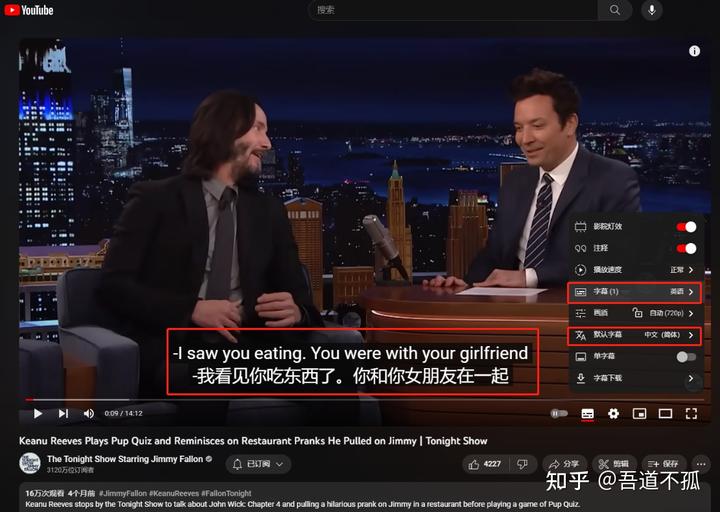 YouTube
搜索
影院灯效
注释
播放速度 正常
字幕 (1) 英语
画质 自动 (720p)
默认字幕 中文 (简体)
单字幕
字幕下载
-I saw you eating. You were with your girlfriend
-我看见你吃东西了。你和你女朋友在一起
0:09 / 14:12
Keanu Reeves Plays Pup Quiz and Reminisces on Restaurant Pranks He Pulled on Jimmy | Tonight Show
The Tonight Show Starring Jimmy Fallon
3120万位订阅者
已订阅
4227
分享
剪辑
保存
16万次观看 4个月前 #JimmyFallon #KeanuReeves #FallonTonight
Keanu Reeves stops by the Tonight Show to talk about John Wick: Chapter 4 and pulling a hilarious prank on Jimmy in a restaurant before playing a game of Pup Quiz.
知乎 @吾道不孤